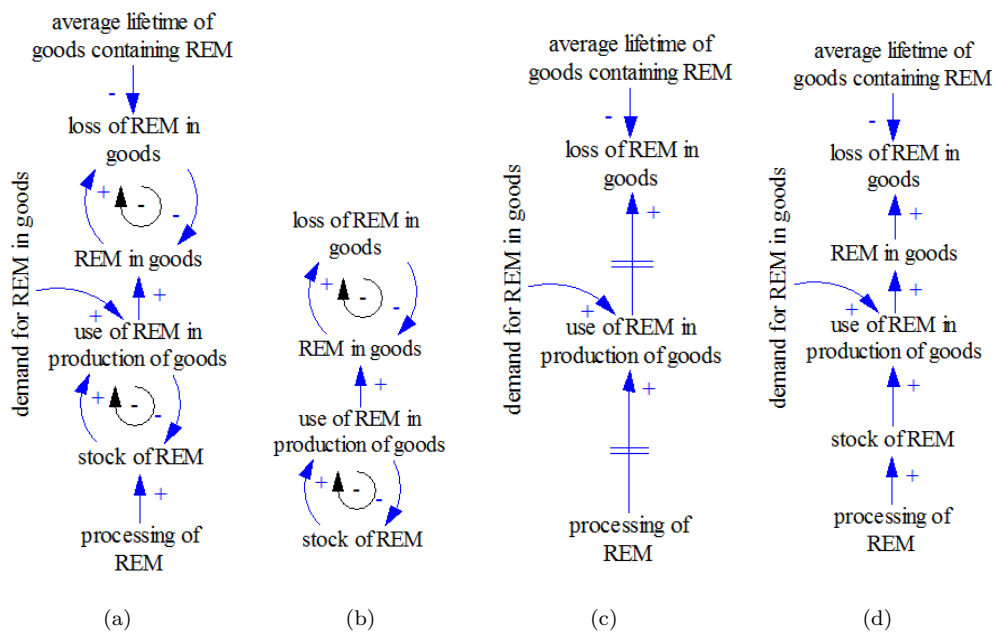 average lifetime of
goods containing REM
-
loss of REM in
goods
+
-
-
REM in goods
demand for REM in goods
+
+
use of REM in
production of goods
+
-
-
stock of REM
+
processing of
REM
(a)
loss of REM in
goods
+
-
-
REM in goods
+
use of REM in
production of goods
+
-
-
stock of REM
(b)
average lifetime of
goods containing REM
-
loss of REM in
goods
+
demand for REM in goods
+
use of REM in
production of goods
+
processing of
REM
(c)
average lifetime of
goods containing REM
-
loss of REM in
goods
+
REM in goods
demand for REM in goods
+
+
use of REM in
production of goods
+
stock of REM
+
processing of
REM
(d)